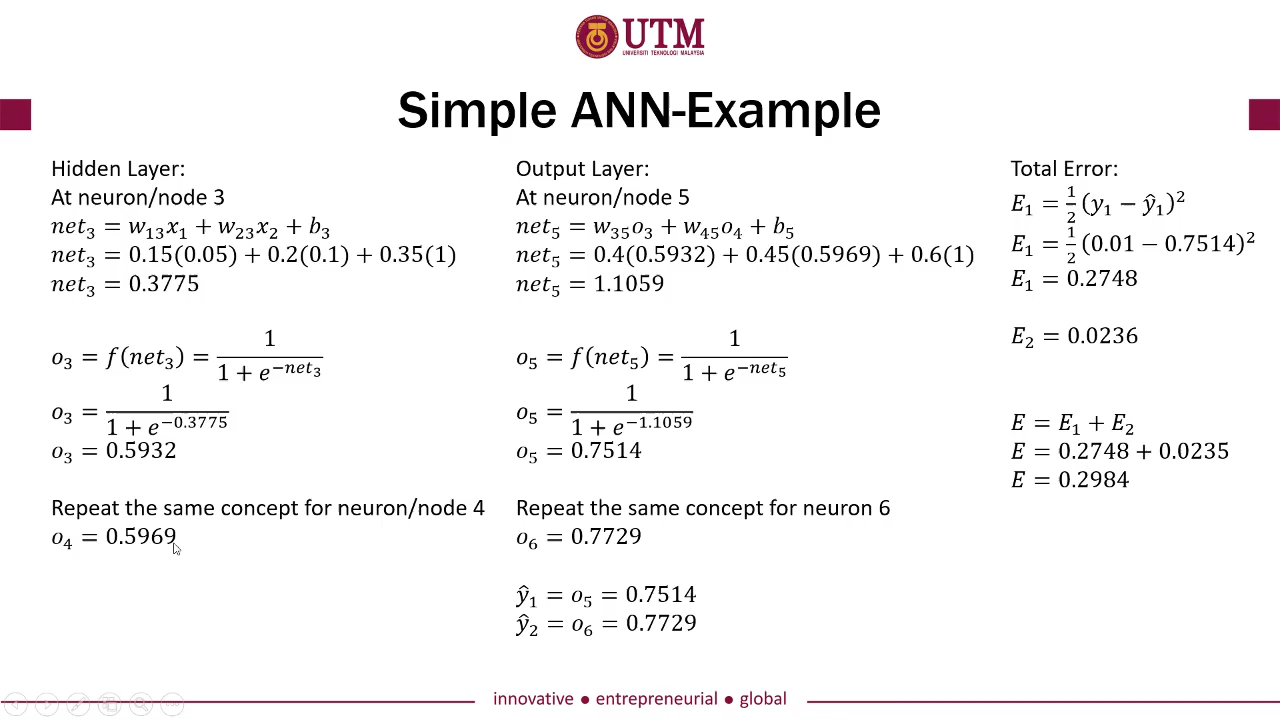 UTM
UNIVERSITI TEKNOLOGI MALAYSIA
Simple ANN-Example
Hidden Layer:
At neuron/node 3
net₃ = w₁₃x₁ + w₂₃x₂ + b₃
net₃ = 0.15(0.05) + 0.2(0.1) + 0.35(1)
net₃ = 0.3775
o₃ = f(net₃) = 1 / (1 + e^(−net₃))
o₃ = 1 / (1 + e^(−0.3775))
o₃ = 0.5932
Repeat the same concept for neuron/node 4
o₄ = 0.5969
Output Layer:
At neuron/node 5
net₅ = w₃₅o₃ + w₄₅o₄ + b₅
net₅ = 0.4(0.5932) + 0.45(0.5969) + 0.6(1)
net₅ = 1.1059
o₅ = f(net₅) = 1 / (1 + e^(−net₅))
o₅ = 1 / (1 + e^(−1.1059))
o₅ = 0.7514
Repeat the same concept for neuron 6
o₆ = 0.7729
ŷ₁ = o₅ = 0.7514
ŷ₂ = o₆ = 0.7729
Total Error:
E₁ = ½(y₁ − ŷ₁)²
E₁ = ½(0.01 − 0.7514)²
E₁ = 0.2748
E₂ = 0.0236
E = E₁ + E₂
E = 0.2748 + 0.0235
E = 0.2984
innovative ● entrepreneurial ● global